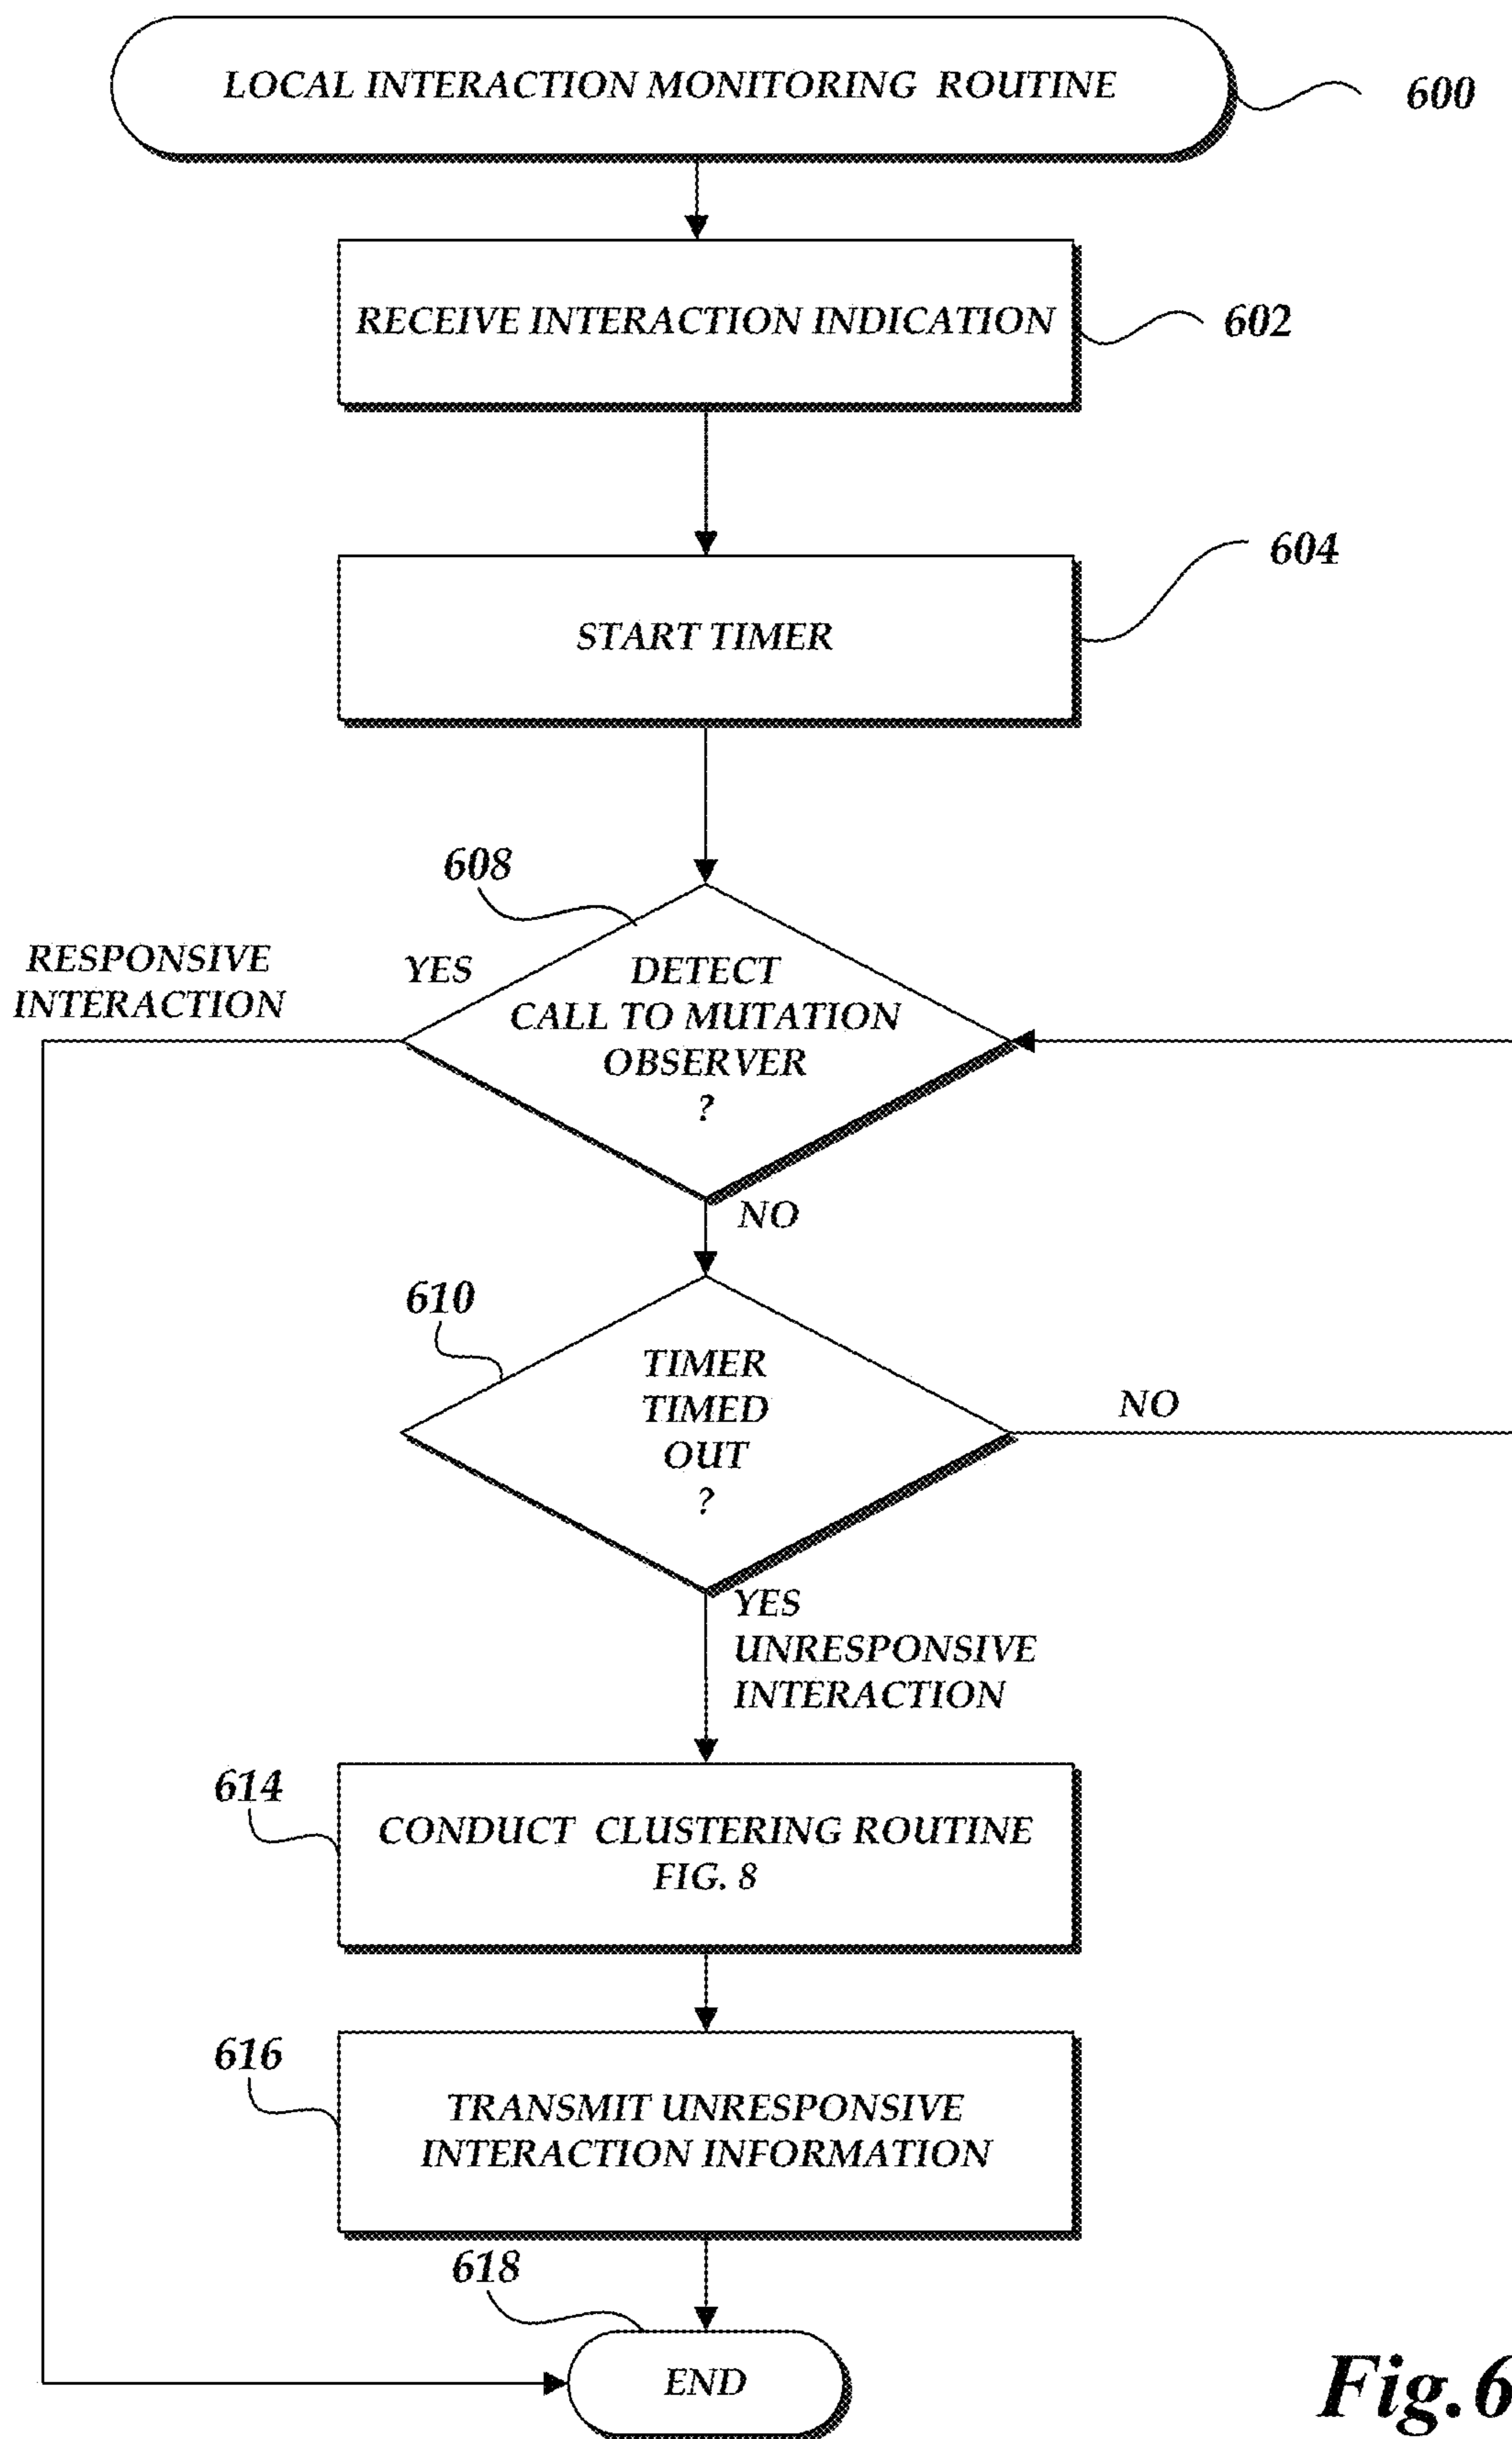 LOCAL INTERACTION MONITORING ROUTINE
600
RECEIVE INTERACTION INDICATION
602
START TIMER
604
608
RESPONSIVE
INTERACTION
YES
DETECT
CALL TO MUTATION
OBSERVER
?
NO
610
TIMER
TIMED
OUT
?
NO
YES
UNRESPONSIVE
INTERACTION
614
CONDUCT CLUSTERING ROUTINE
FIG. 8
616
TRANSMIT UNRESPONSIVE
INTERACTION INFORMATION
618
END
Fig.6